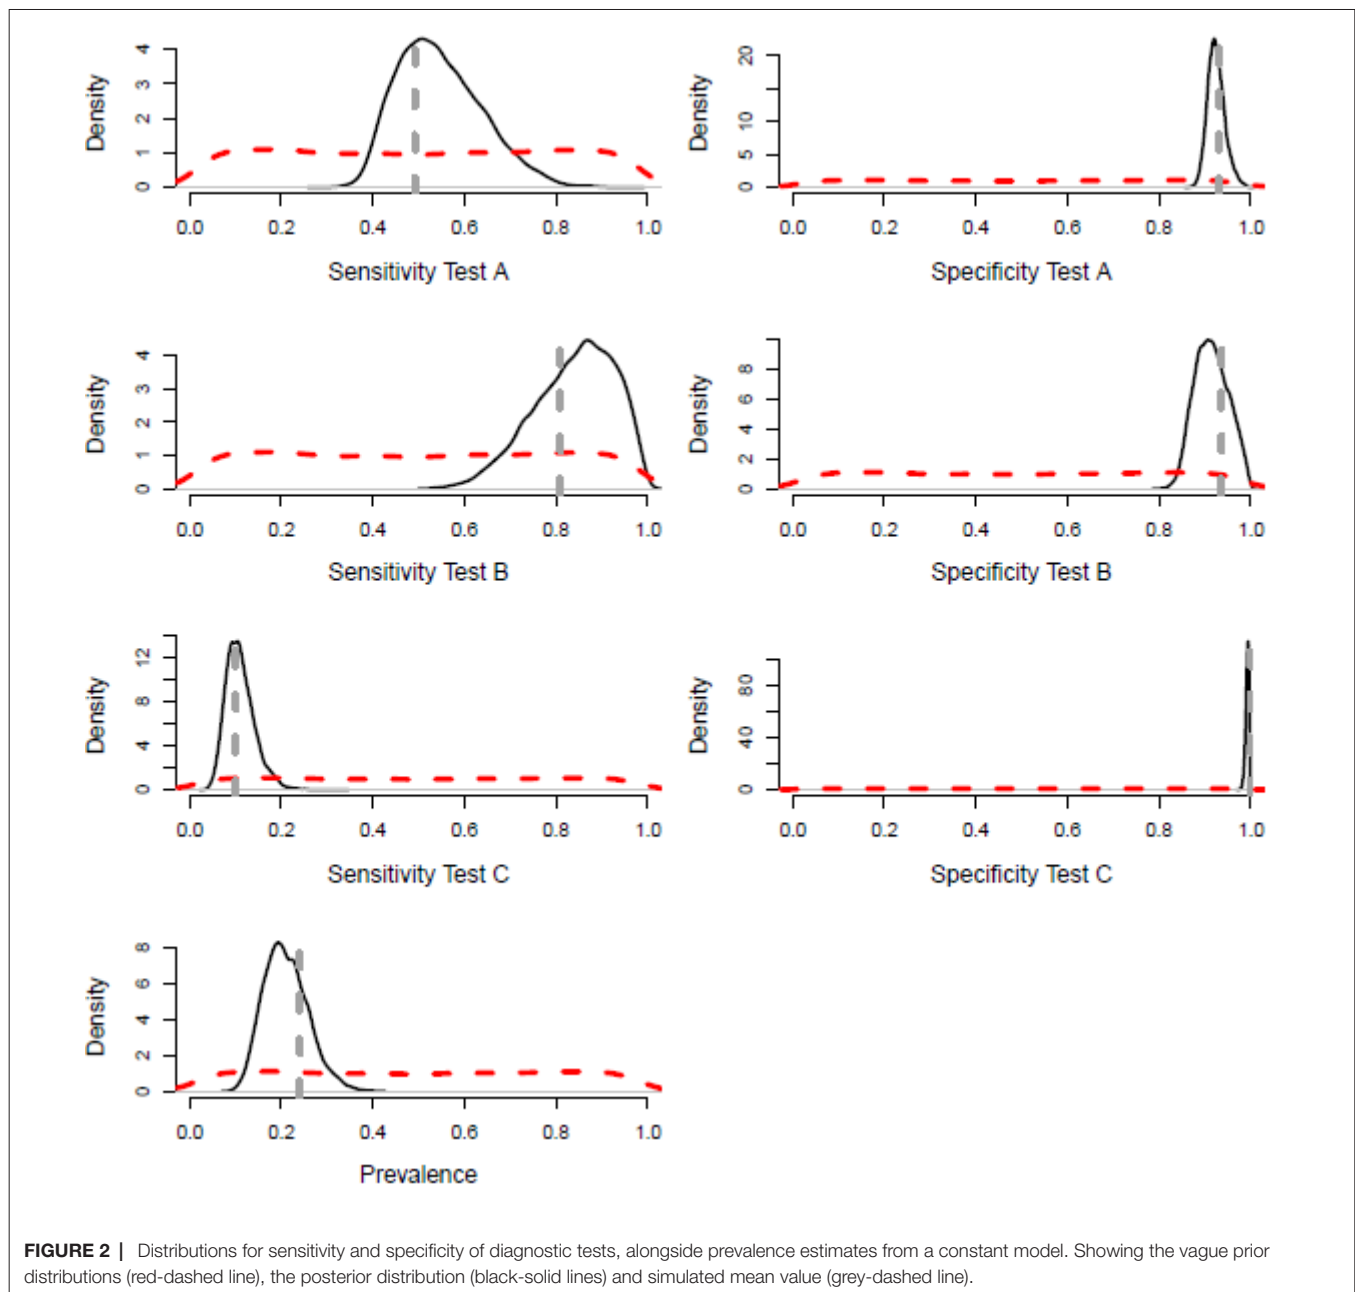 Density
0 1 2 3 4
0.0 0.2 0.4 0.6 0.8 1.0
Sensitivity Test A
Density
0 5 10 20
0.0 0.2 0.4 0.6 0.8 1.0
Specificity Test A
Density
0 1 2 3 4
0.0 0.2 0.4 0.6 0.8 1.0
Sensitivity Test B
Density
0 2 4 6 8
0.0 0.2 0.4 0.6 0.8 1.0
Specificity Test B
Density
0 4 8 12
0.0 0.2 0.4 0.6 0.8 1.0
Sensitivity Test C
Density
0 40 80
0.0 0.2 0.4 0.6 0.8 1.0
Specificity Test C
Density
0 2 4 6 8
0.0 0.2 0.4 0.6 0.8 1.0
Prevalence
FIGURE 2 | Distributions for sensitivity and specificity of diagnostic tests, alongside prevalence estimates from a constant model. Showing the vague prior
distributions (red-dashed line), the posterior distribution (black-solid lines) and simulated mean value (grey-dashed line).